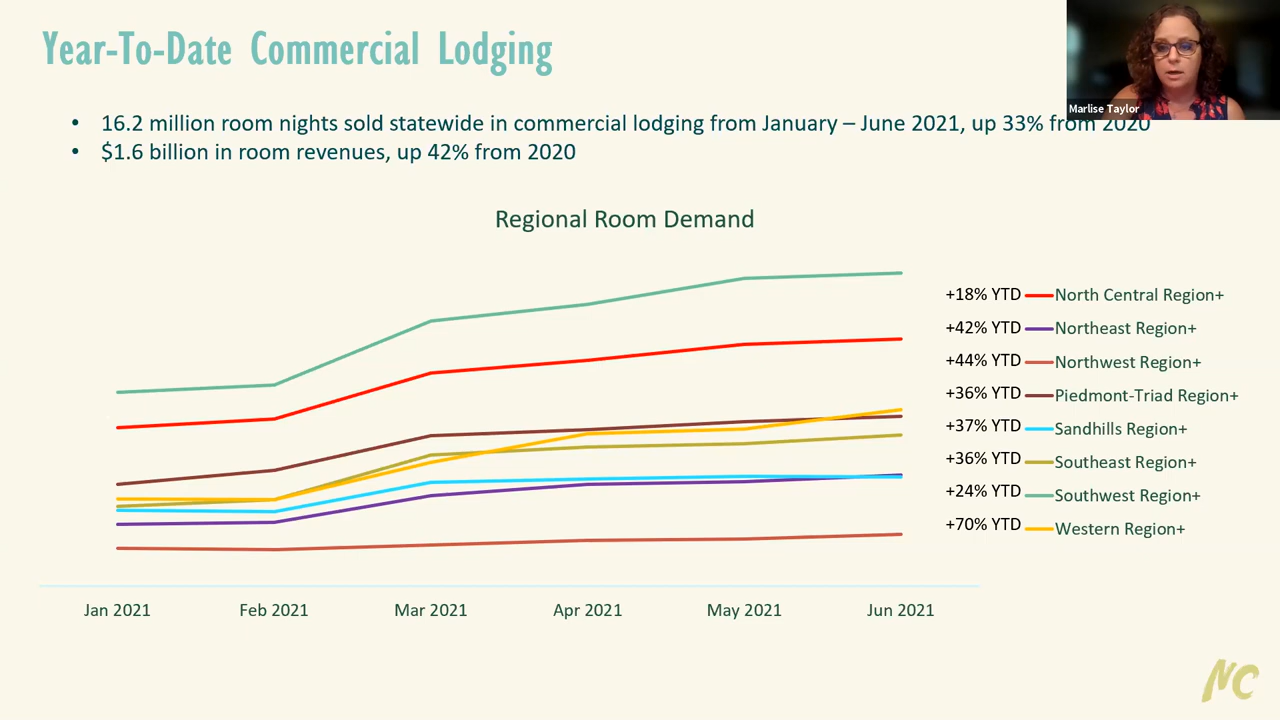 Year-To-Date Commercial Lodging
Marlise Taylor
• 16.2 million room nights sold statewide in commercial lodging from January – June 2021, up 33% from 2020
• $1.6 billion in room revenues, up 42% from 2020
Regional Room Demand
+18% YTD North Central Region+
+42% YTD Northeast Region+
+44% YTD Northwest Region+
+36% YTD Piedmont-Triad Region+
+37% YTD Sandhills Region+
+36% YTD Southeast Region+
+24% YTD Southwest Region+
+70% YTD Western Region+
Jan 2021 Feb 2021 Mar 2021 Apr 2021 May 2021 Jun 2021
NC